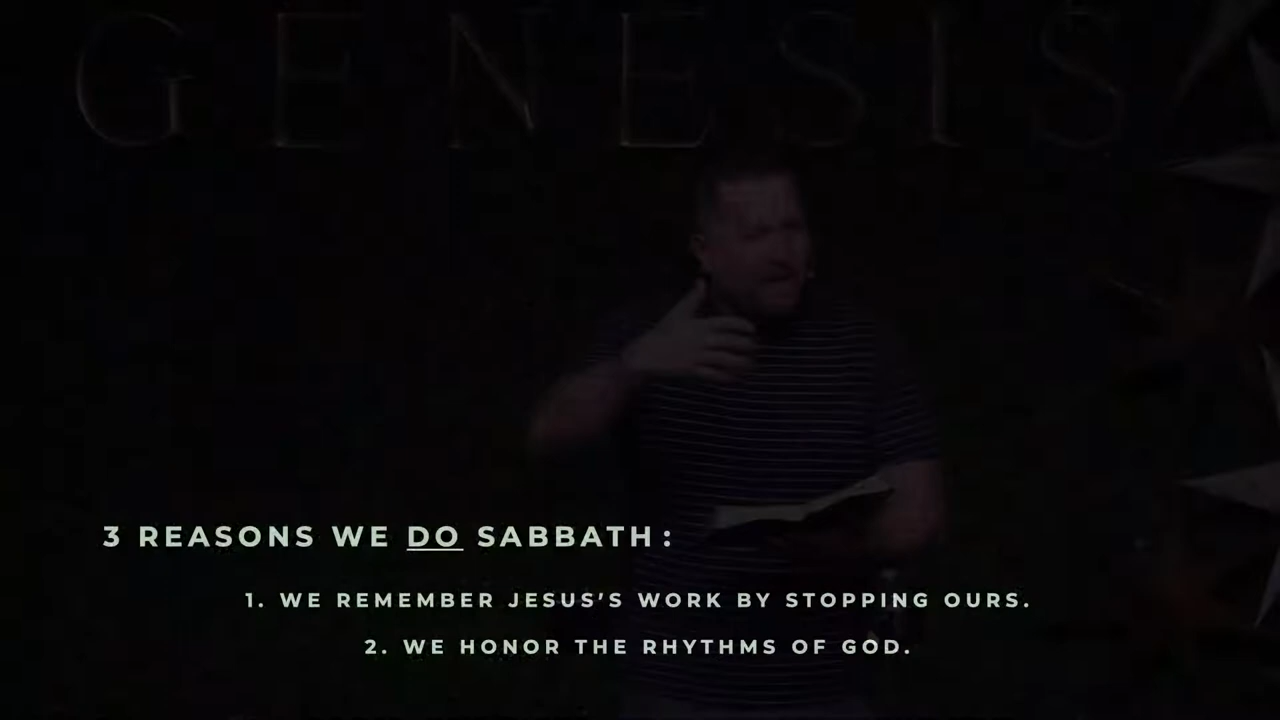 GENESIS
3 REASONS WE DO SABBATH:
1. WE REMEMBER JESUS'S WORK BY STOPPING OURS.
2. WE HONOR THE RHYTHMS OF GOD.